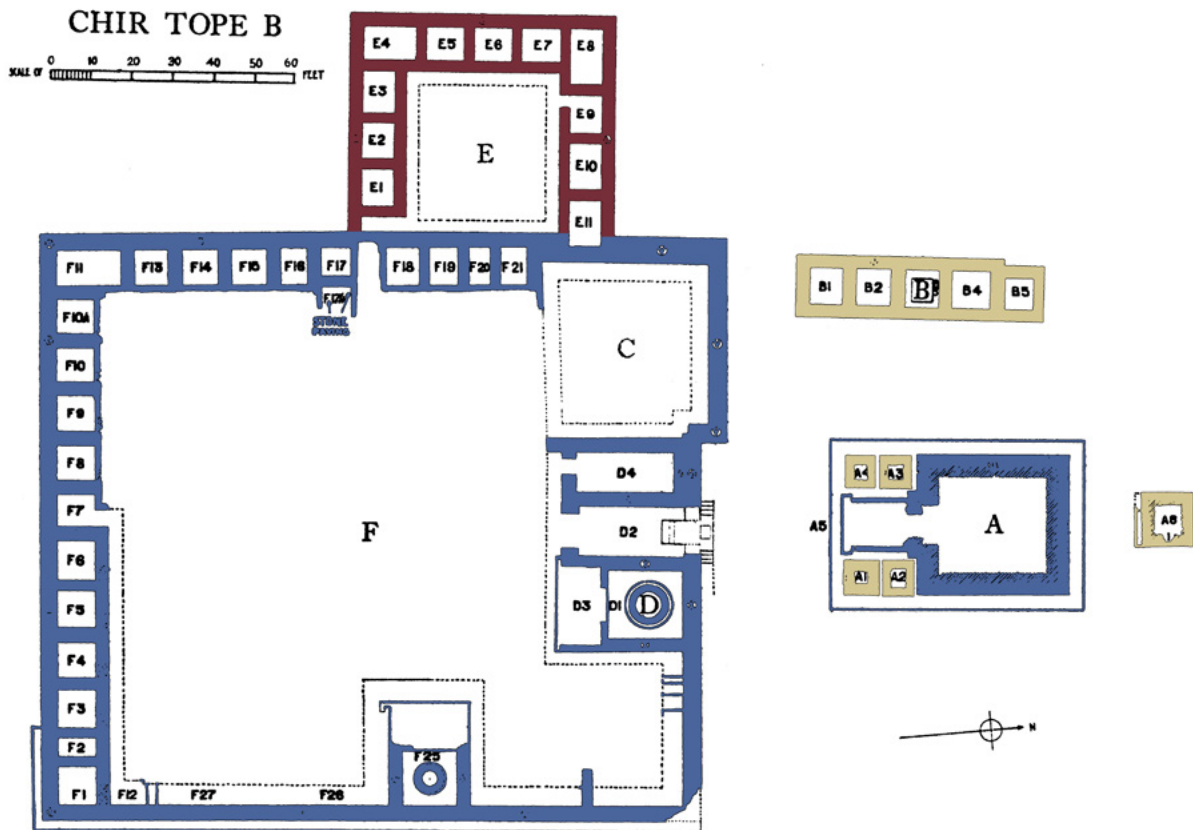 CHIR TOPE B
SCALE OF 0 10 20 30 40 50 60 FEET
E4 E5 E6 E7 E8
E3 E9
E2 E E10
E1 E11
F11 F13 F14 F15 F16 F17 F18 F19 F20 F21
STONE
PAVING
F10A
F10
F9
F8
F7
F6
F5
F4
F3
F2
F1 F12 F27 F26 F25
F
C
D4
D2
D3 D1 D
B1 B2 B B4 B5
A4 A3
A5 A A6
A1 A2
N